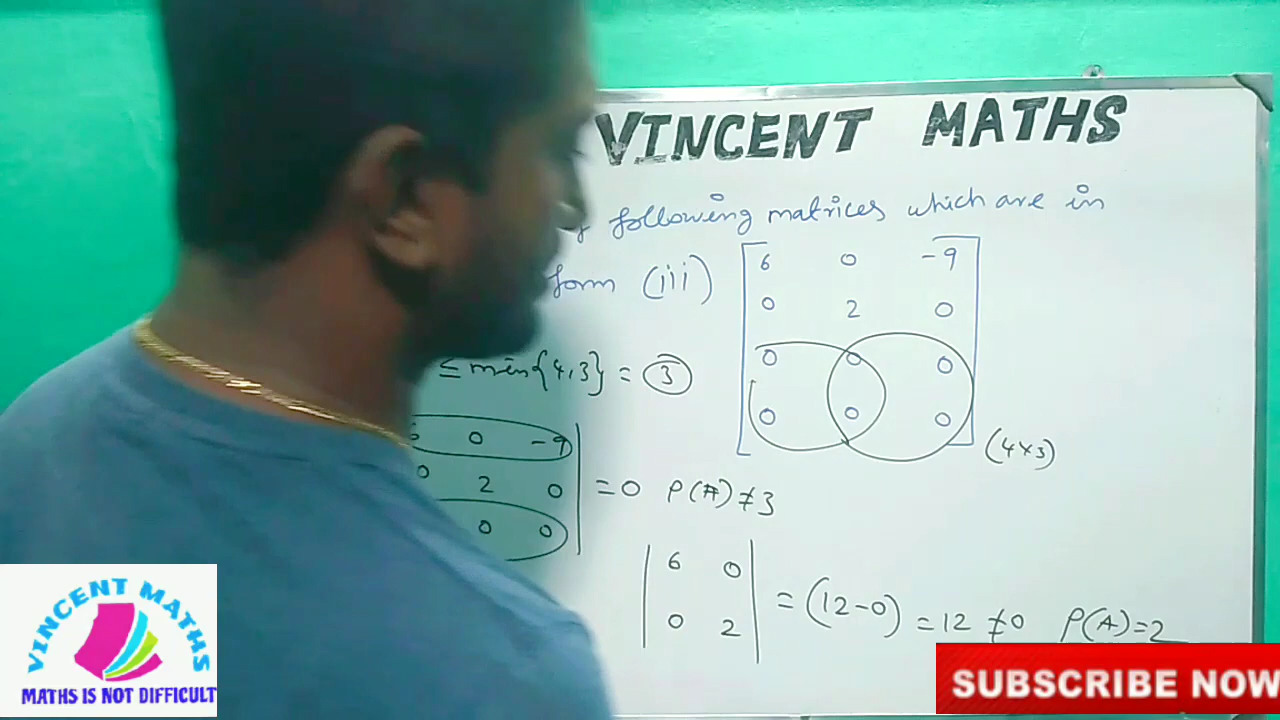 VINCENT MATHS
following matrices which are in
form (iii)
6 0 -9
0 2 0
0 0 0
0 0 0
(4×3)
≤ min{4,3} = 3
6 0 -9
0 2 0
0 0
= 0 ρ(A) ≠ 3
6 0
0 2
= (12-0) = 12 ≠ 0 ρ(A) = 2
VINCENT MATHS
MATHS IS NOT DIFFICULT
SUBSCRIBE NOW